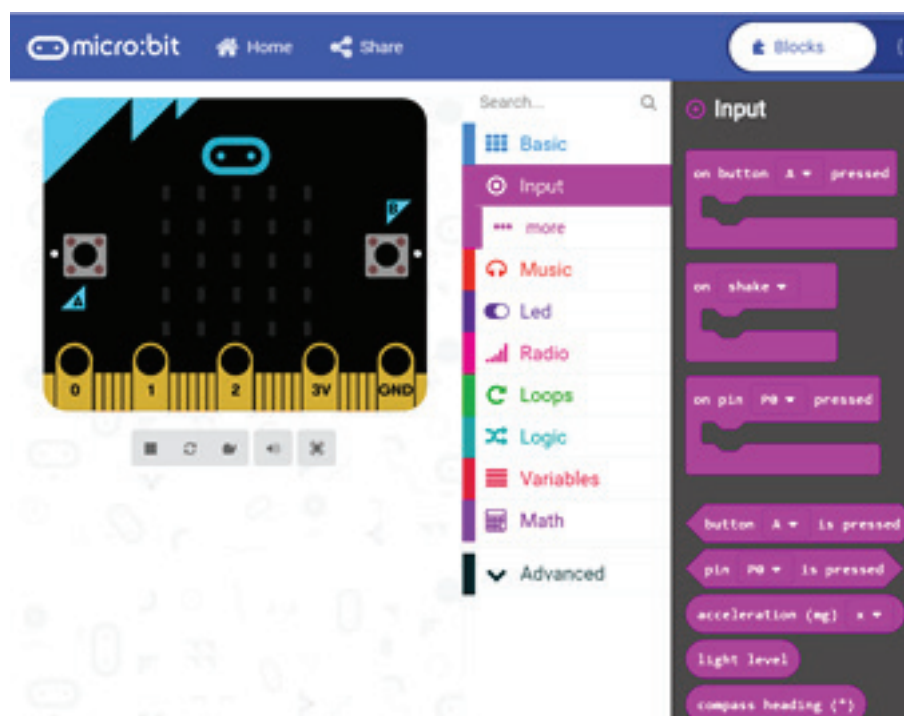 micro:bit Home Share Blocks
Search...
Basic
Input
more
Music
Led
Radio
Loops
Logic
Variables
Math
Advanced
B
A
0 1 2 3V GND
Input
on button A pressed
on shake
on pin P0 pressed
button A is pressed
pin P0 is pressed
acceleration (mg) x
light level
compass heading (°)